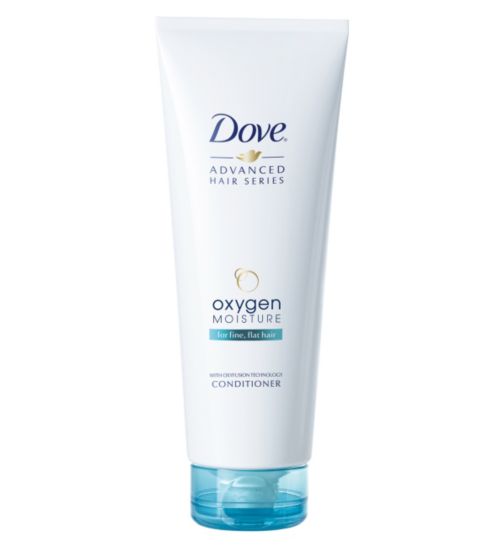 Dove®
ADVANCED
HAIR SERIES
oxygen
MOISTURE
for fine, flat hair
WITH OXYFUSION TECHNOLOGY
CONDITIONER